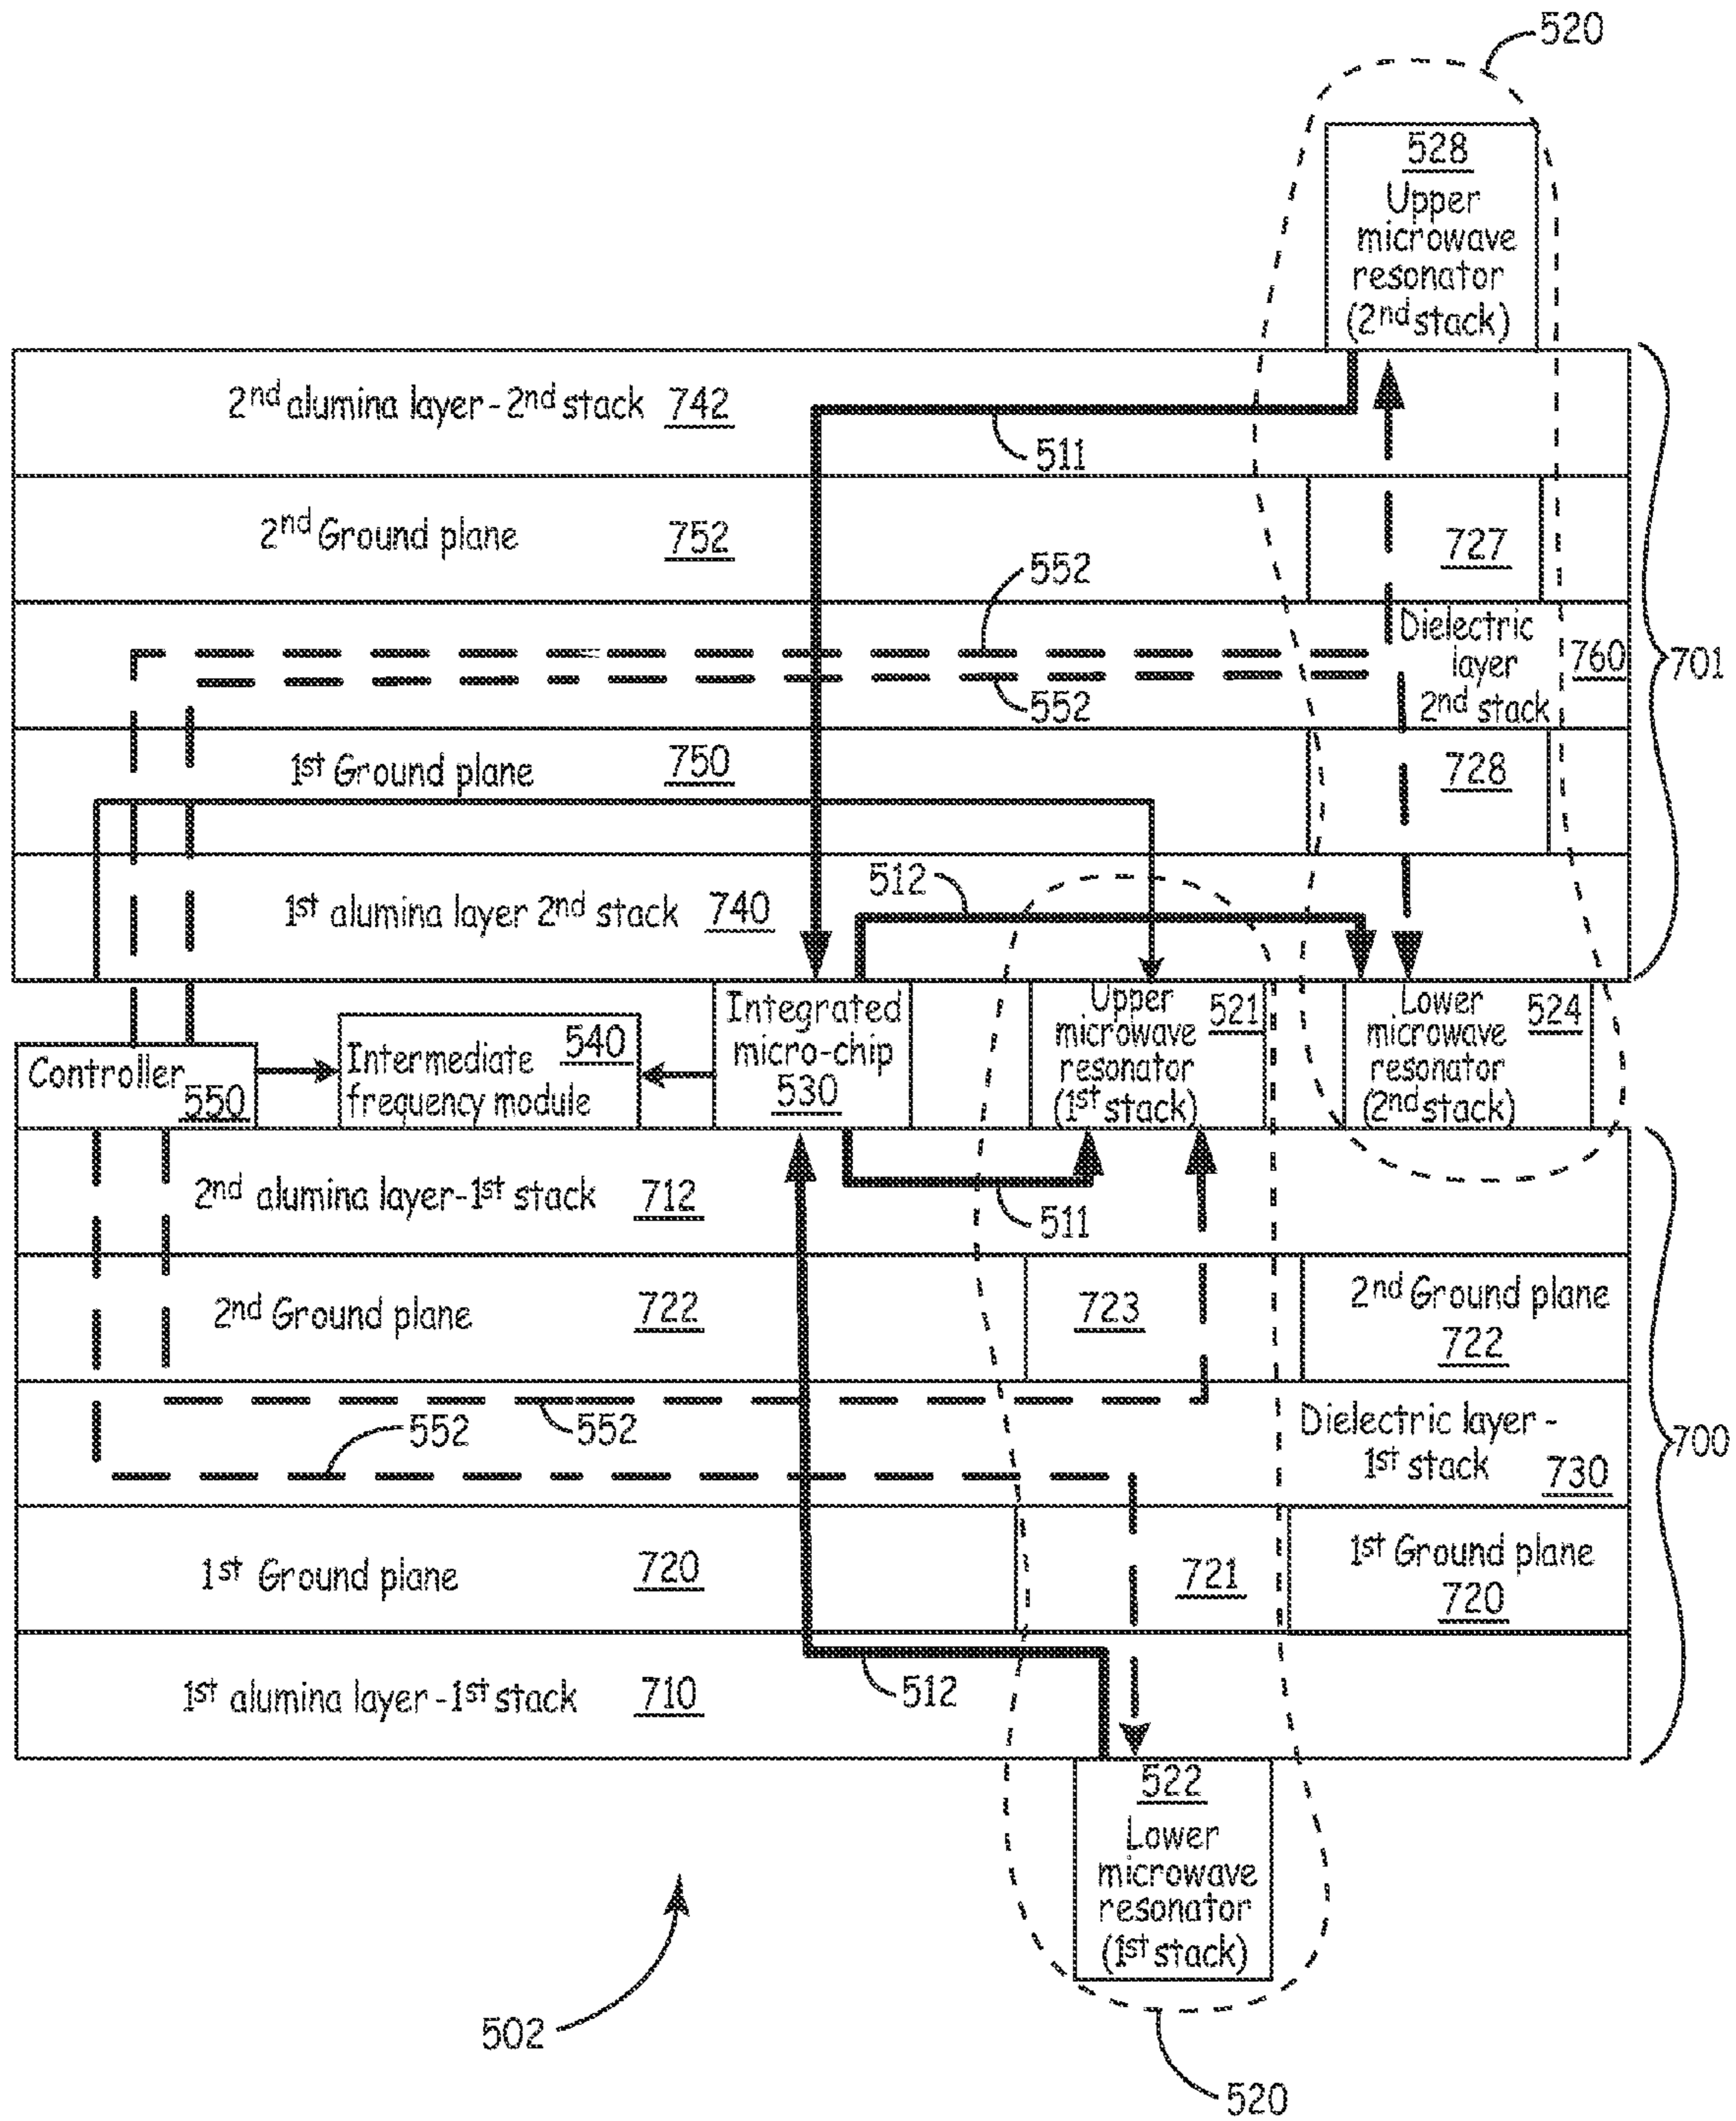 520
528
Upper
microwave
resonator
(2nd stack)
2nd alumina layer-2nd stack 742
511
2nd Ground plane 752
727
552
Dielectric
layer
2nd stack
760
701
552
1st Ground plane 750
728
512
1st alumina layer 2nd stack 740
Integrated
micro-chip
530
Upper
microwave
resonator
(1st stack)
521
Lower
microwave
resonator
(2nd stack)
524
Controller
550
540
Intermediate
frequency module
2nd alumina layer-1st stack 712
511
2nd Ground plane 722
723
2nd Ground plane
722
552
552
Dielectric layer-
1st stack 730
700
1st Ground plane 720
721
1st Ground plane
720
1st alumina layer-1st stack 710
512
522
Lower
microwave
resonator
(1st stack)
502
520